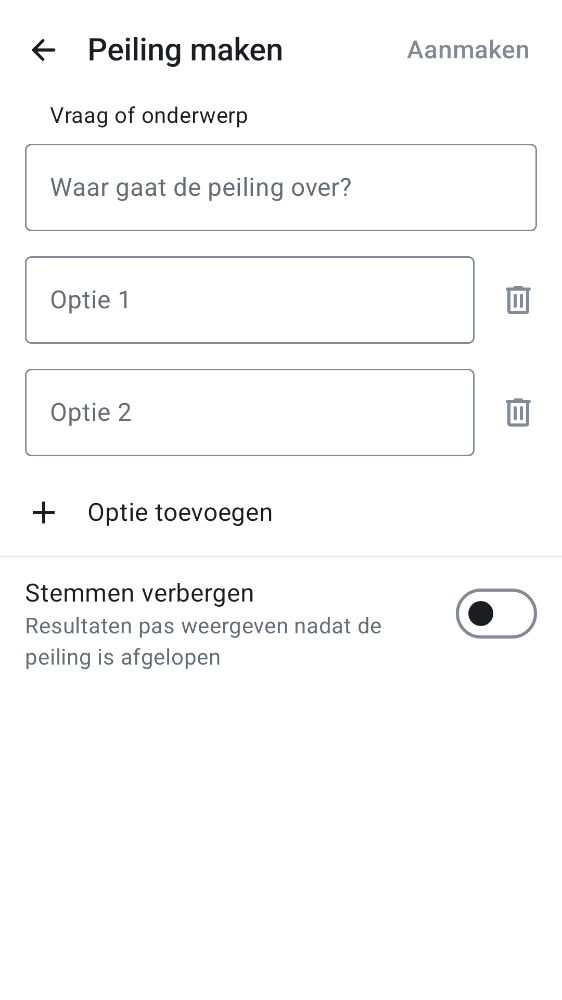 Peiling maken
Aanmaken
Vraag of onderwerp
Waar gaat de peiling over?
Optie 1
Optie 2
Optie toevoegen
Stemmen verbergen
Resultaten pas weergeven nadat de
peiling is afgelopen